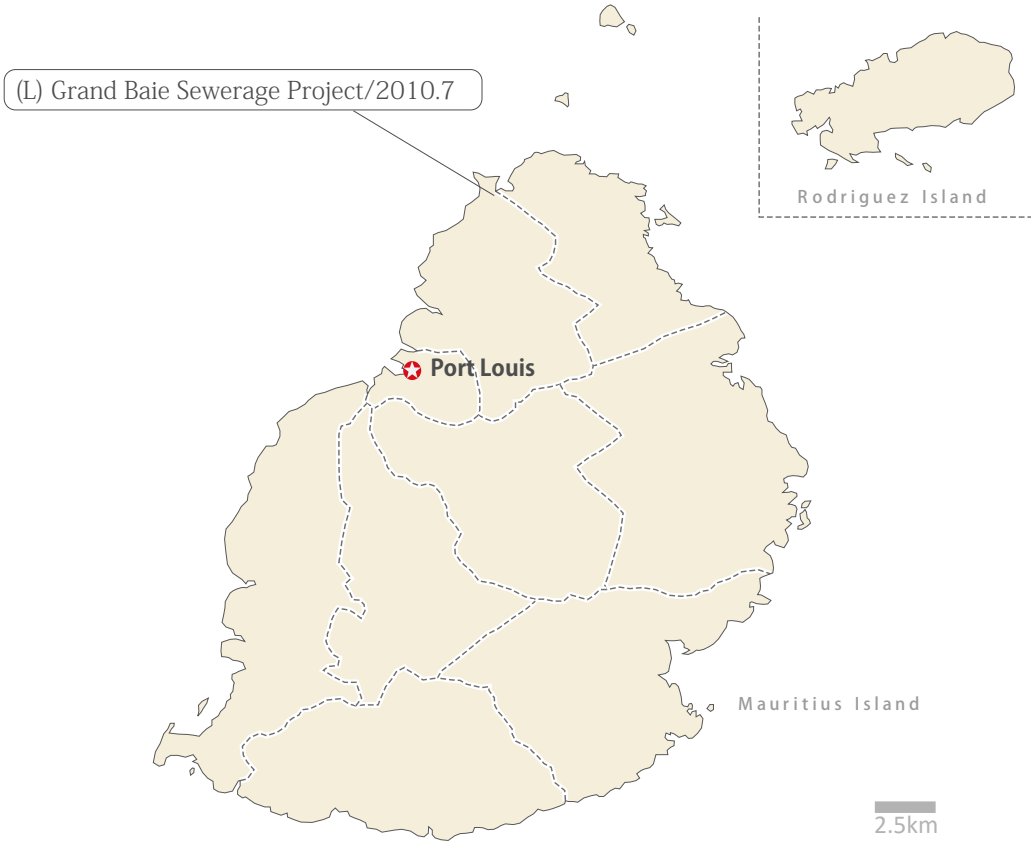 (L) Grand Baie Sewerage Project/2010.7
Rodriguez Island
Port Louis
Mauritius Island
2.5km